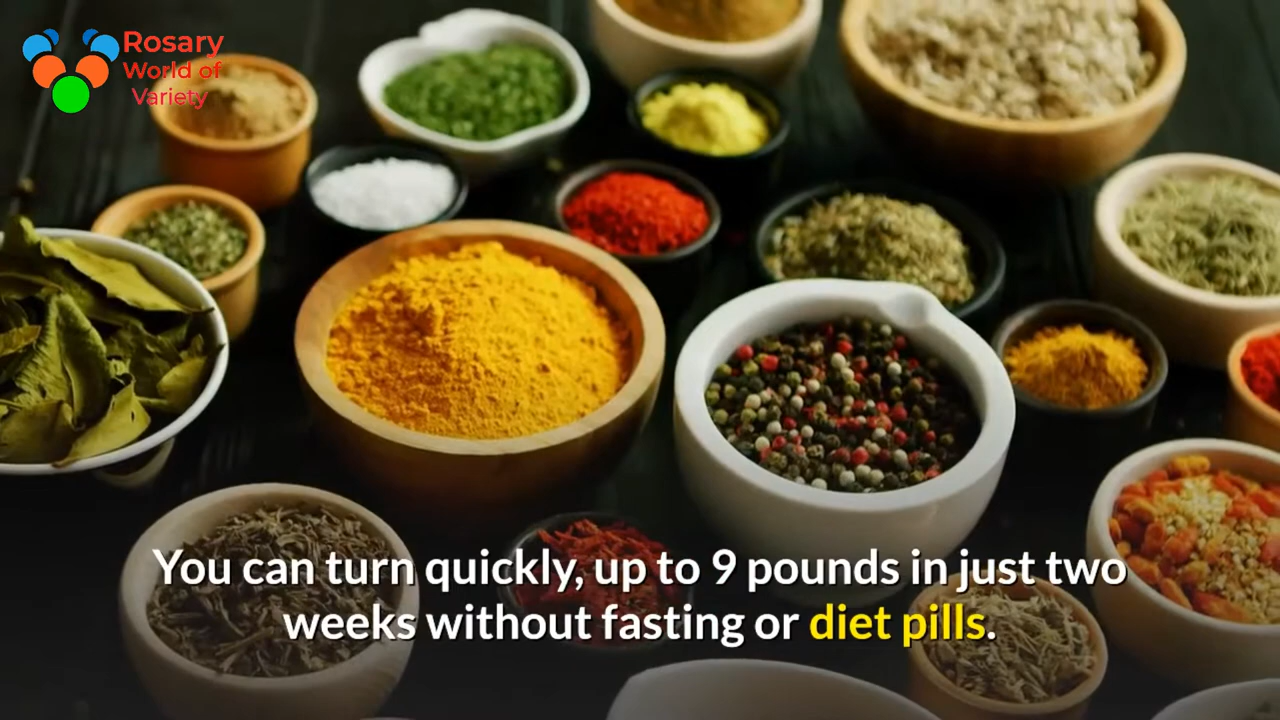 Rosary
World of
Variety
You can turn quickly, up to 9 pounds in just two
weeks without fasting or diet pills.